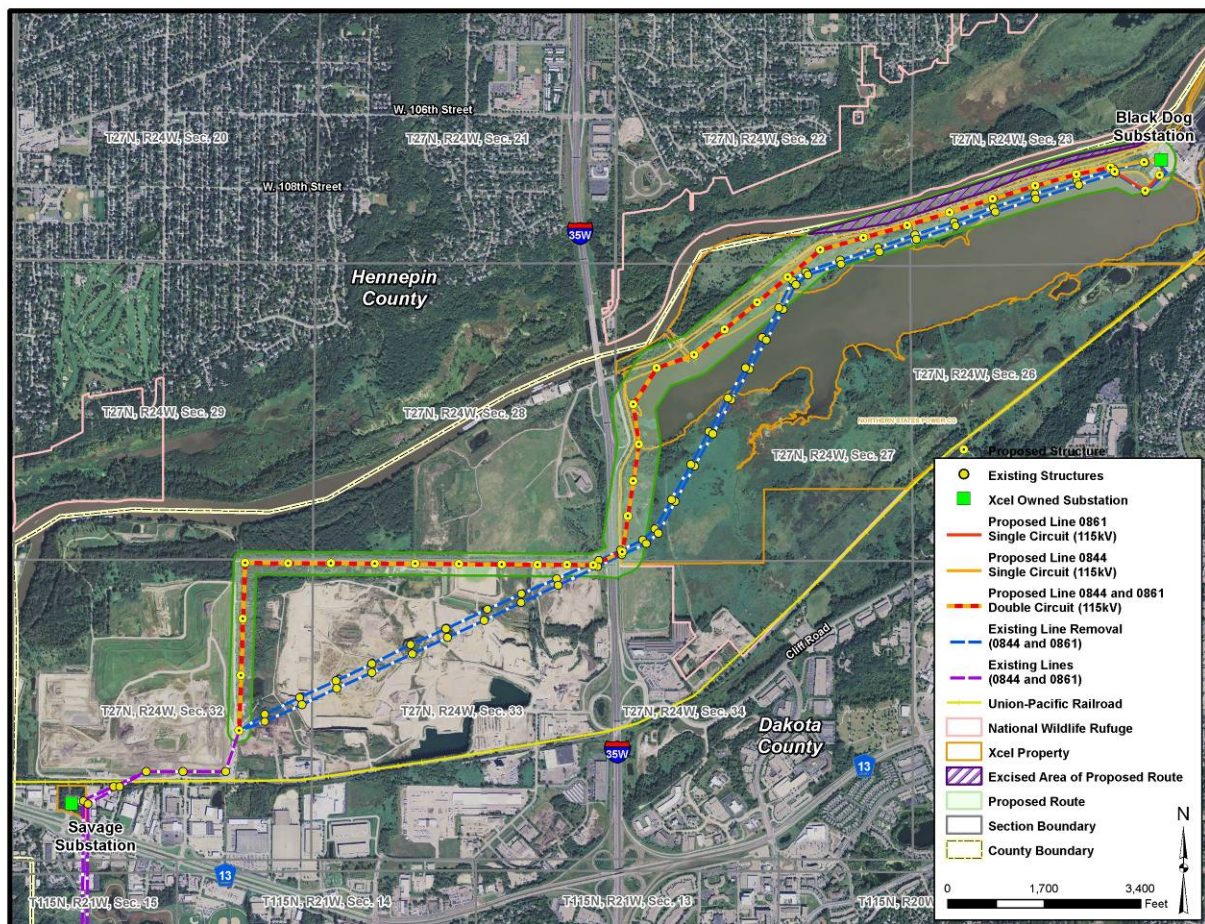 W. 106th Street
T27N, R24W, Sec. 20
T27N, R24W, Sec. 21
T27N, R24W, Sec. 22
T27N, R24W, Sec. 23
Black Dog
Substation
W. 108th Street
35W
Hennepin
County
T27N, R24W, Sec. 26
T27N, R24W, Sec. 29
T27N, R24W, Sec. 28
NORTHERN STATES POWER CO
T27N, R24W, Sec. 27
Cliff Road
T27N, R24W, Sec. 32
T27N, R24W, Sec. 33
T27N, R24W, Sec. 34
Dakota
County
35W
13
Savage
Substation
13
T115N, R21W, Sec. 15
T115N, R21W, Sec. 14
T115N, R21W, Sec. 13
T115N, R20W
Proposed Structure
Existing Structures
Xcel Owned Substation
Proposed Line 0861
Single Circuit (115kV)
Proposed Line 0844
Single Circuit (115kV)
Proposed Line 0844 and 0861
Double Circuit (115kV)
Existing Line Removal
(0844 and 0861)
Existing Lines
(0844 and 0861)
Union-Pacific Railroad
National Wildlife Rufuge
Xcel Property
Excised Area of Proposed Route
Proposed Route
Section Boundary
County Boundary
N
0 1,700 3,400
Feet